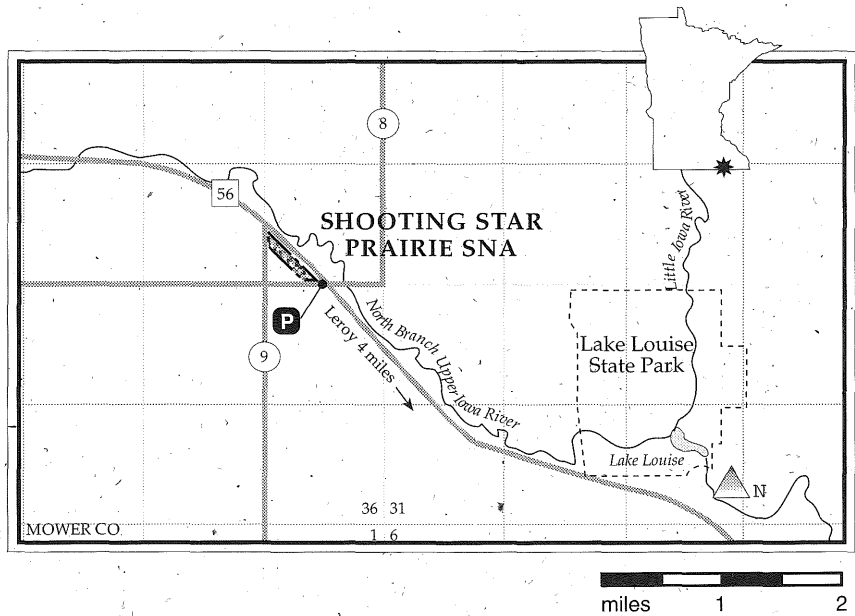 8
56
SHOOTING STAR
PRAIRIE SNA
Little Iowa River
P
9
Leroy 4 miles
North Branch Upper Iowa River
Lake Louise
State Park
Lake Louise
N
36 31
1 6
MOWER CO
miles 1 2